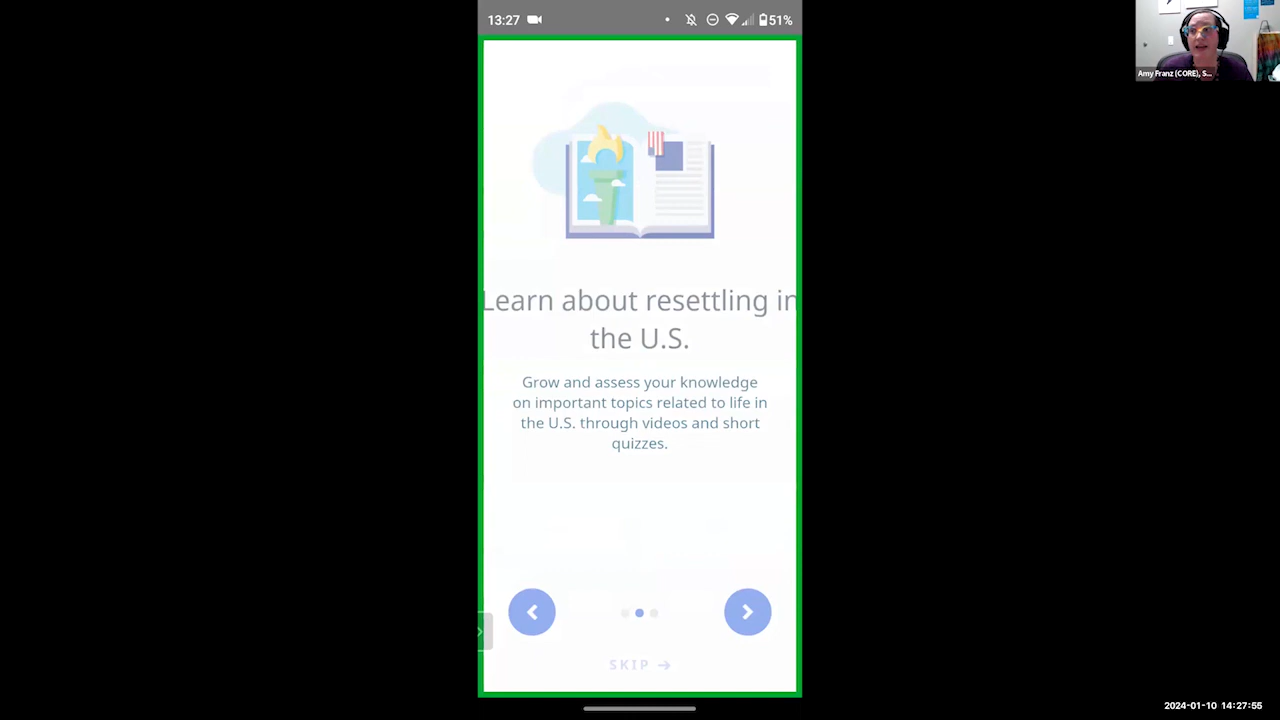 13:27
51%
Amy Franz (CORE), S...
Learn about resettling in
the U.S.
Grow and assess your knowledge
on important topics related to life in
the U.S. through videos and short
quizzes.
SKIP →
2024-01-10 14:27:55